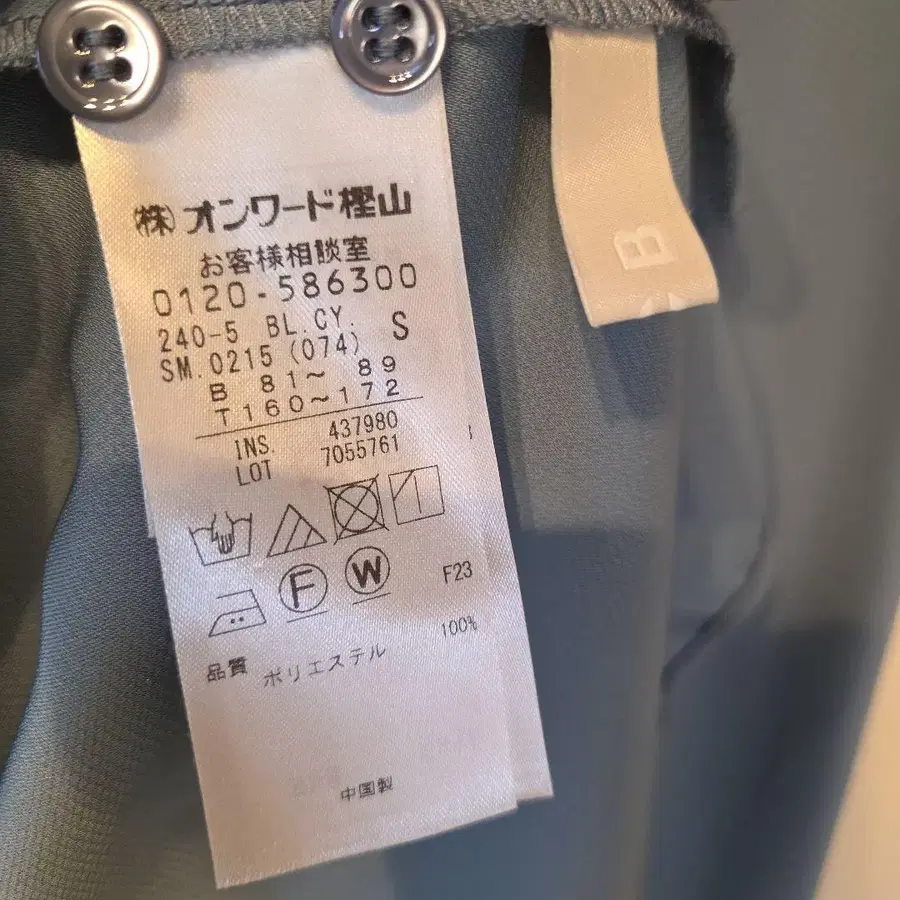 (株)オンワード樫山
お客様相談室
0120-586300
240-5 BL.CY. S
SM.0215 (074)
B 81~ 89
T160~172
INS. 437980
LOT 7055761
F W F23
品質 ポリエステル 100%
中国製
B